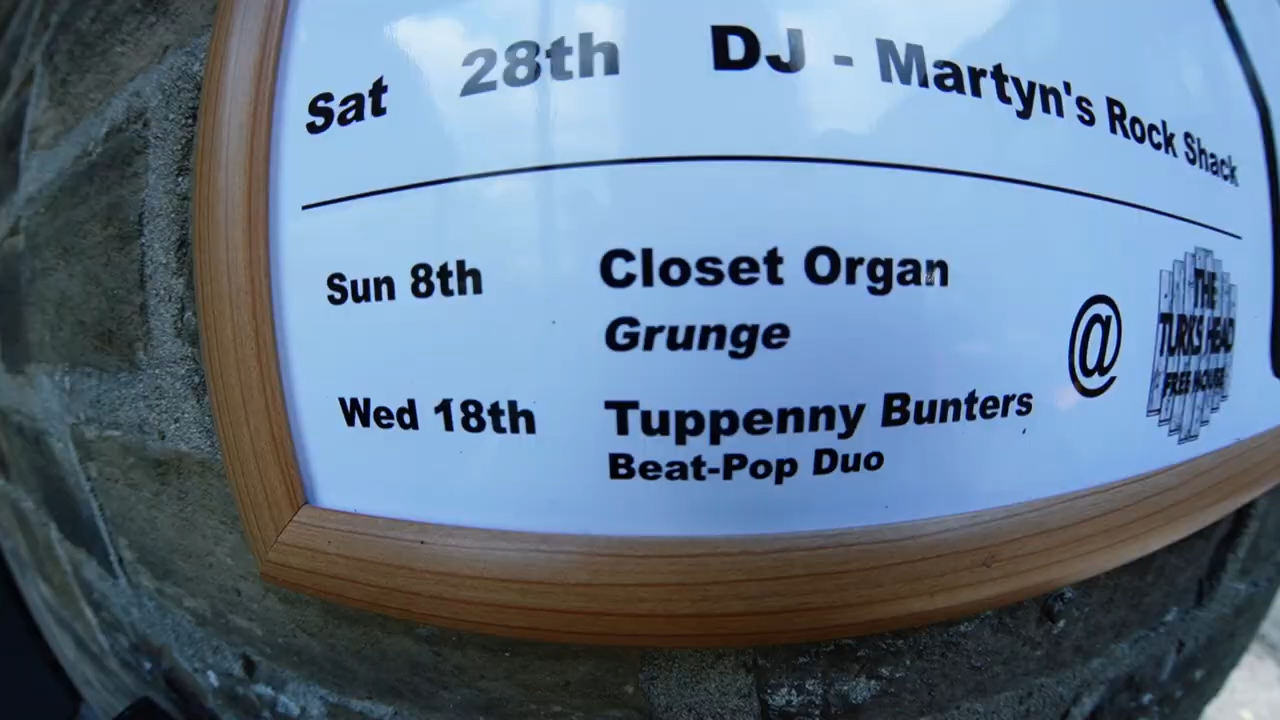 Sat 28th DJ - Martyn's Rock Shack
Sun 8th Closet Organ
Grunge
Wed 18th Tuppenny Bunters
Beat-Pop Duo
@
THE
TURKS HEAD
FREE HOUSE